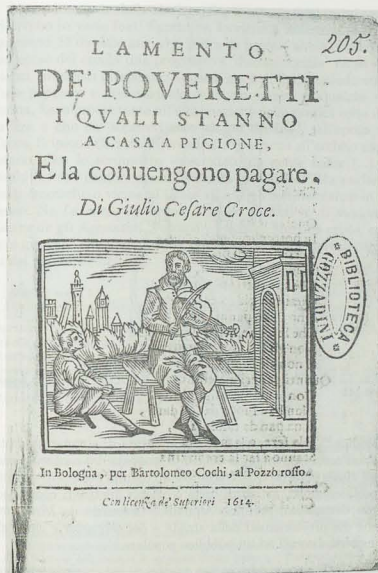 205.
LAMENTO
DE' POVERETTI
I QVALI STANNO
A CASA A PIGIONE,
E la conuengono pagare.
Di Giulio Cesare Croce.
BIBLIOTECA
GOZZADINI
In Bologna, per Bartolomeo Cochi, al Pozzo rosso.
Con licenza de' Superiori 1614.